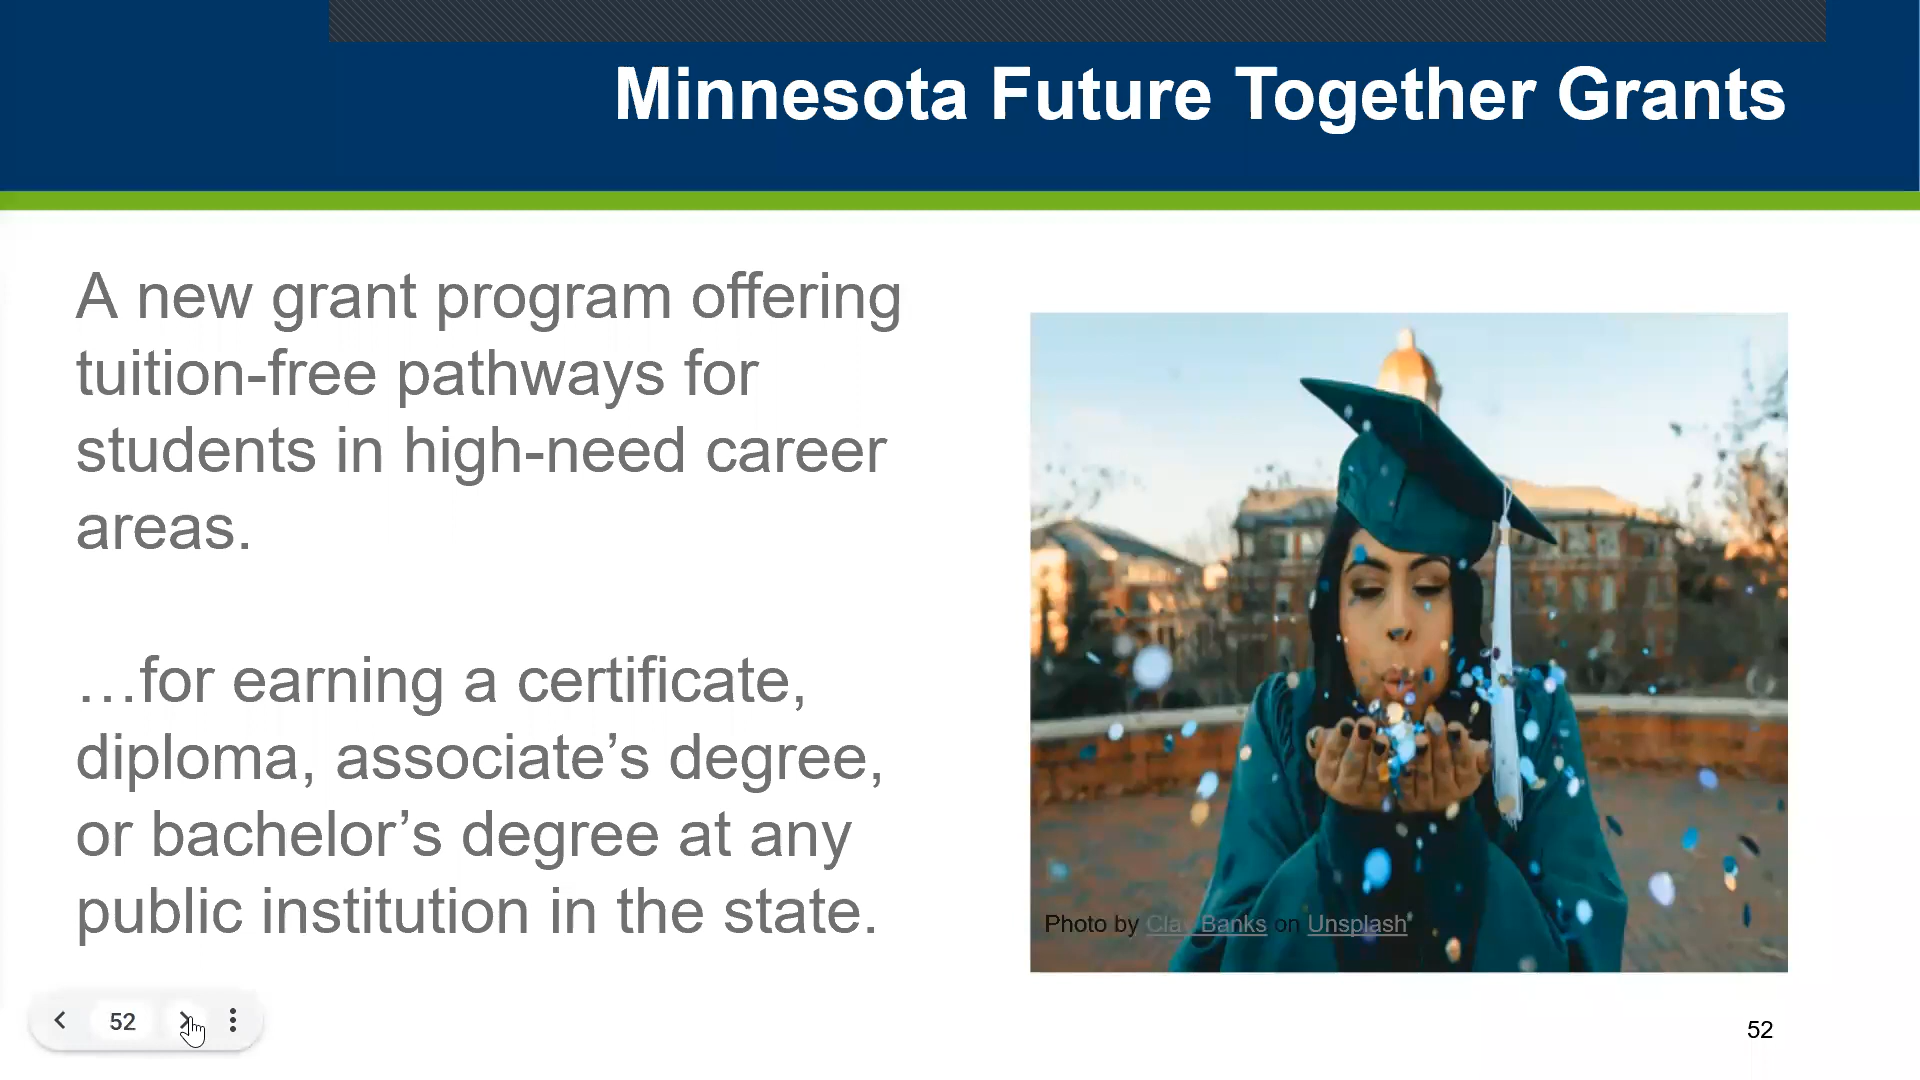 Minnesota Future Together Grants
A new grant program offering
tuition-free pathways for
students in high-need career
areas.
…for earning a certificate,
diploma, associate’s degree,
or bachelor’s degree at any
public institution in the state.
Photo by Clay Banks on Unsplash
52
52